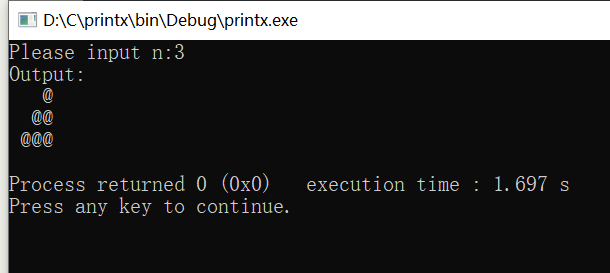 D:\C\printx\bin\Debug\printx.exe
Please input n:3
Output:
   @
  @@
 @@@
Process returned 0 (0x0)   execution time : 1.697 s
Press any key to continue.